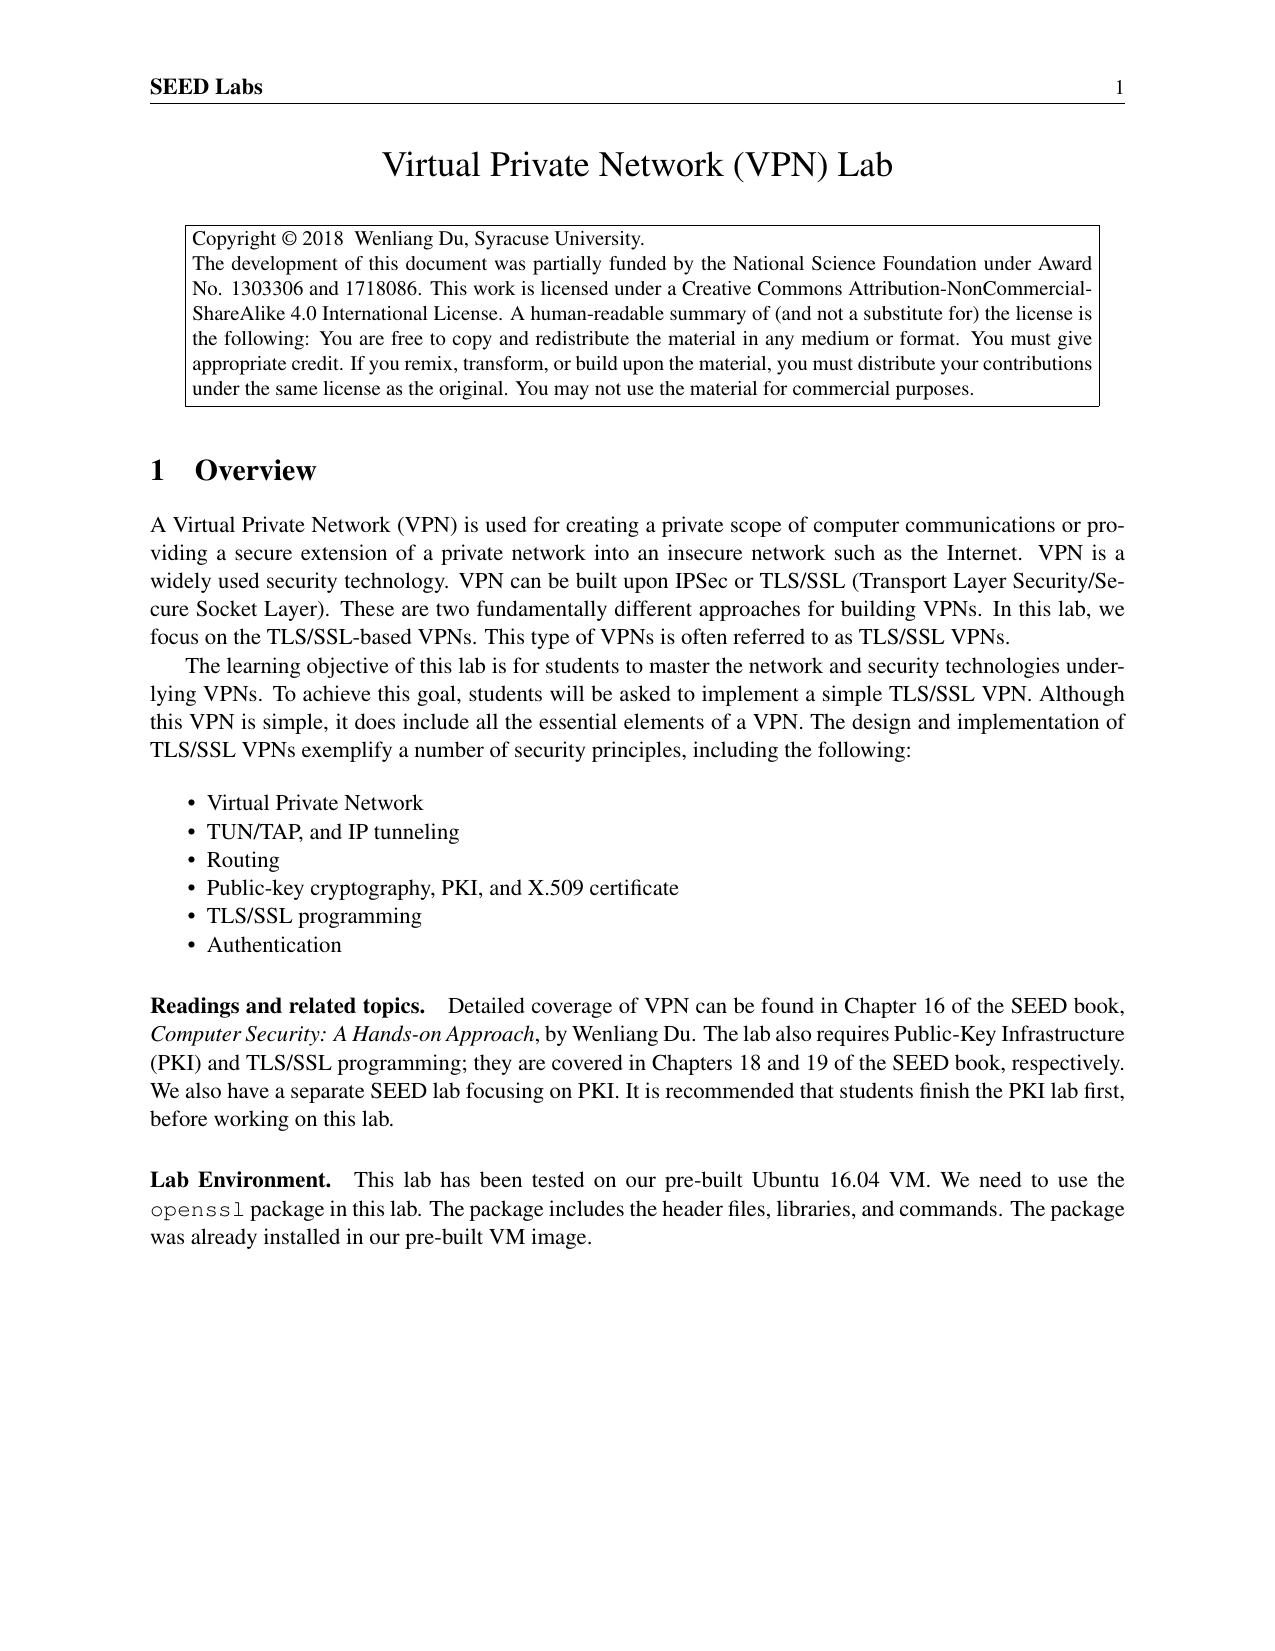 SEED Labs 1
Virtual Private Network (VPN) Lab
Copyright © 2018 Wenliang Du, Syracuse University.
The development of this document was partially funded by the National Science Foundation under Award
No. 1303306 and 1718086. This work is licensed under a Creative Commons Attribution-NonCommercial-
ShareAlike 4.0 International License. A human-readable summary of (and not a substitute for) the license is
the following: You are free to copy and redistribute the material in any medium or format. You must give
appropriate credit. If you remix, transform, or build upon the material, you must distribute your contributions
under the same license as the original. You may not use the material for commercial purposes.
1 Overview
A Virtual Private Network (VPN) is used for creating a private scope of computer communications or pro-
viding a secure extension of a private network into an insecure network such as the Internet. VPN is a
widely used security technology. VPN can be built upon IPSec or TLS/SSL (Transport Layer Security/Se-
cure Socket Layer). These are two fundamentally different approaches for building VPNs. In this lab, we
focus on the TLS/SSL-based VPNs. This type of VPNs is often referred to as TLS/SSL VPNs.
The learning objective of this lab is for students to master the network and security technologies under-
lying VPNs. To achieve this goal, students will be asked to implement a simple TLS/SSL VPN. Although
this VPN is simple, it does include all the essential elements of a VPN. The design and implementation of
TLS/SSL VPNs exemplify a number of security principles, including the following:
• Virtual Private Network
• TUN/TAP, and IP tunneling
• Routing
• Public-key cryptography, PKI, and X.509 certificate
• TLS/SSL programming
• Authentication
Readings and related topics. Detailed coverage of VPN can be found in Chapter 16 of the SEED book,
Computer Security: A Hands-on Approach, by Wenliang Du. The lab also requires Public-Key Infrastructure
(PKI) and TLS/SSL programming; they are covered in Chapters 18 and 19 of the SEED book, respectively.
We also have a separate SEED lab focusing on PKI. It is recommended that students finish the PKI lab first,
before working on this lab.
Lab Environment. This lab has been tested on our pre-built Ubuntu 16.04 VM. We need to use the
openssl package in this lab. The package includes the header files, libraries, and commands. The package
was already installed in our pre-built VM image.